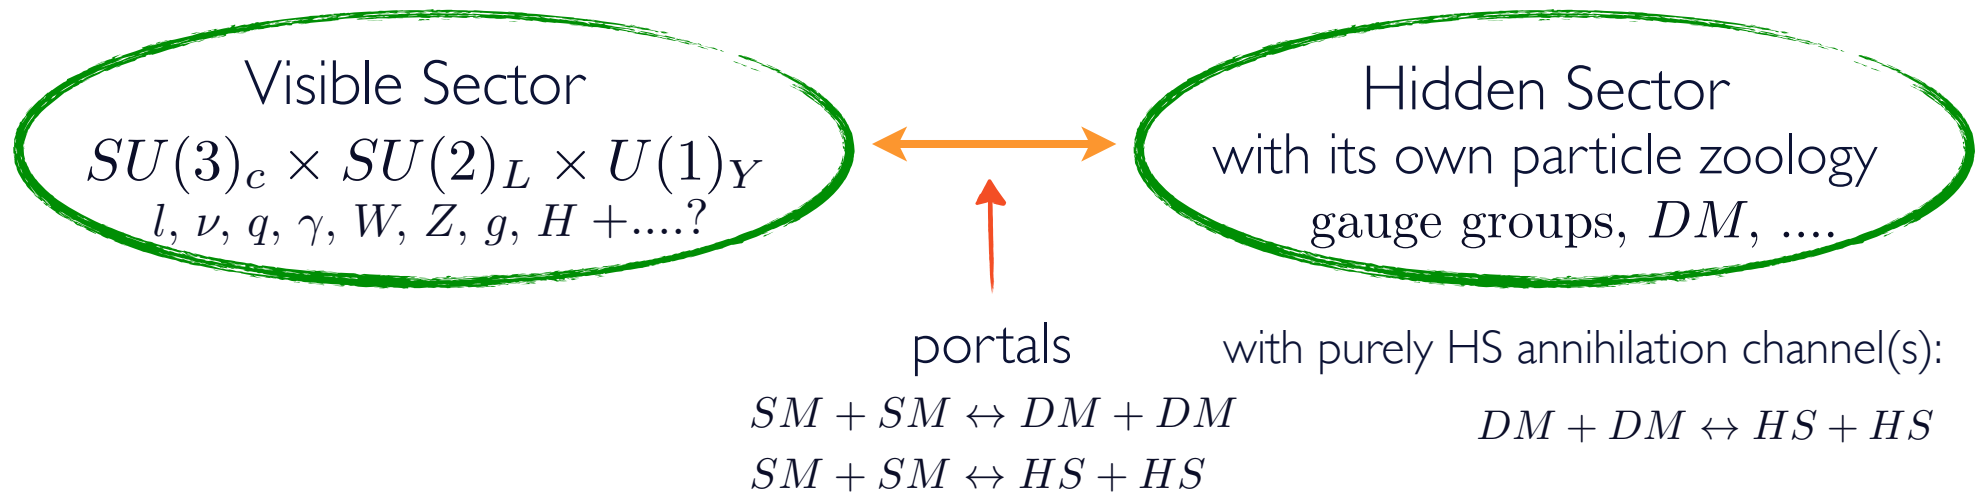 Visible Sector
SU(3)_c × SU(2)_L × U(1)_Y
l, ν, q, γ, W, Z, g, H +....?
Hidden Sector
with its own particle zoology
gauge groups, DM, ....
portals
SM + SM ↔ DM + DM
SM + SM ↔ HS + HS
with purely HS annihilation channel(s):
DM + DM ↔ HS + HS